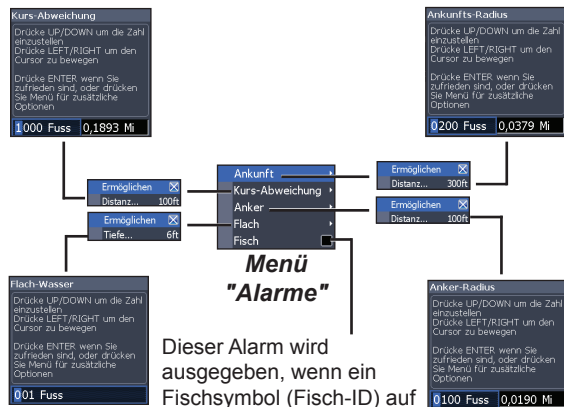 Kurs-Abweichung
Drücke UP/DOWN um die Zahl
einzustellen
Drücke LEFT/RIGHT um den
Cursor zu bewegen
Drücke ENTER wenn Sie
zufrieden sind, oder drücken
Sie Menü für zusätzliche
Optionen
1000 Fuss 0,1893 Mi
Ankunfts-Radius
Drücke UP/DOWN um die Zahl
einzustellen
Drücke LEFT/RIGHT um den
Cursor zu bewegen
Drücke ENTER wenn Sie
zufrieden sind, oder drücken
Sie Menü für zusätzliche
Optionen
0200 Fuss 0,0379 Mi
Ermöglichen
Distanz... 100ft
Ermöglichen
Tiefe... 6ft
Ankunft
Kurs-Abweichung
Anker
Flach
Fisch
Ermöglichen
Distanz... 300ft
Ermöglichen
Distanz... 100ft
Menü
"Alarme"
Flach-Wasser
Drücke UP/DOWN um die Zahl
einzustellen
Drücke LEFT/RIGHT um den
Cursor zu bewegen
Drücke ENTER wenn Sie
zufrieden sind, oder drücken
Sie Menü für zusätzliche
Optionen
001 Fuss
Dieser Alarm wird
ausgegeben, wenn ein
Fischsymbol (Fisch-ID) auf
Anker-Radius
Drücke UP/DOWN um die Zahl
einzustellen
Drücke LEFT/RIGHT um den
Cursor zu bewegen
Drücke ENTER wenn Sie
zufrieden sind, oder drücken
Sie Menü für zusätzliche
Optionen
0100 Fuss 0,0190 Mi